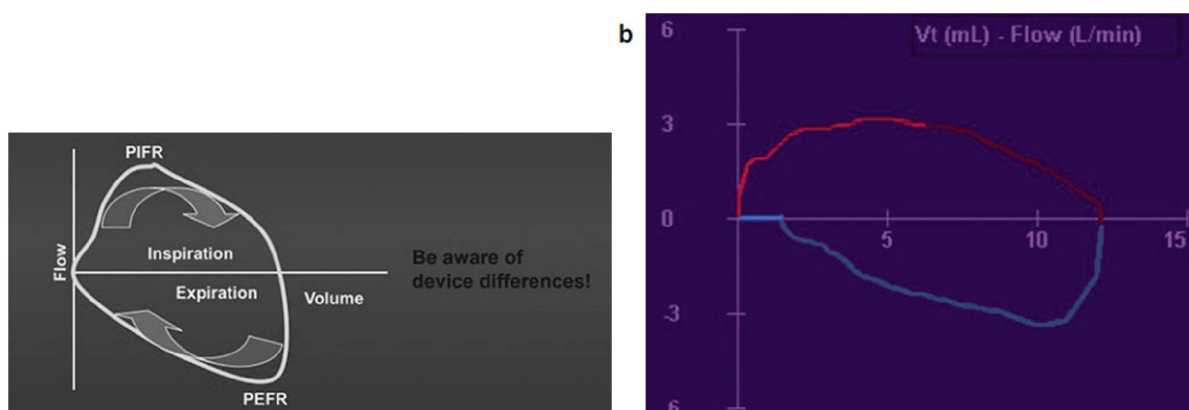 PIFR
Flow
Inspiration
Expiration
Volume
PEFR
Be aware of
device differences!
b
Vt (mL) - Flow (L/min)
6
3
0
5
10
15
-3
6